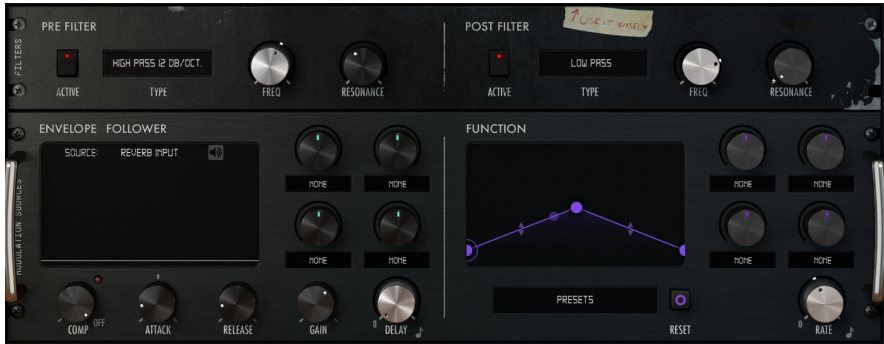 PRE FILTER
POST FILTER
↑ USE IT WISELY
FILTERS
HIGH PASS 12 DB/OCT.
LOW PASS
ACTIVE
TYPE
FREQ
RESONANCE
ACTIVE
TYPE
FREQ
RESONANCE
MODULATION SOURCES
ENVELOPE FOLLOWER
SOURCE: REVERB INPUT
NONE
NONE
NONE
NONE
COMP
OFF
ATTACK
RELEASE
GAIN
0
DELAY
FUNCTION
NONE
NONE
NONE
NONE
PRESETS
RESET
0
RATE